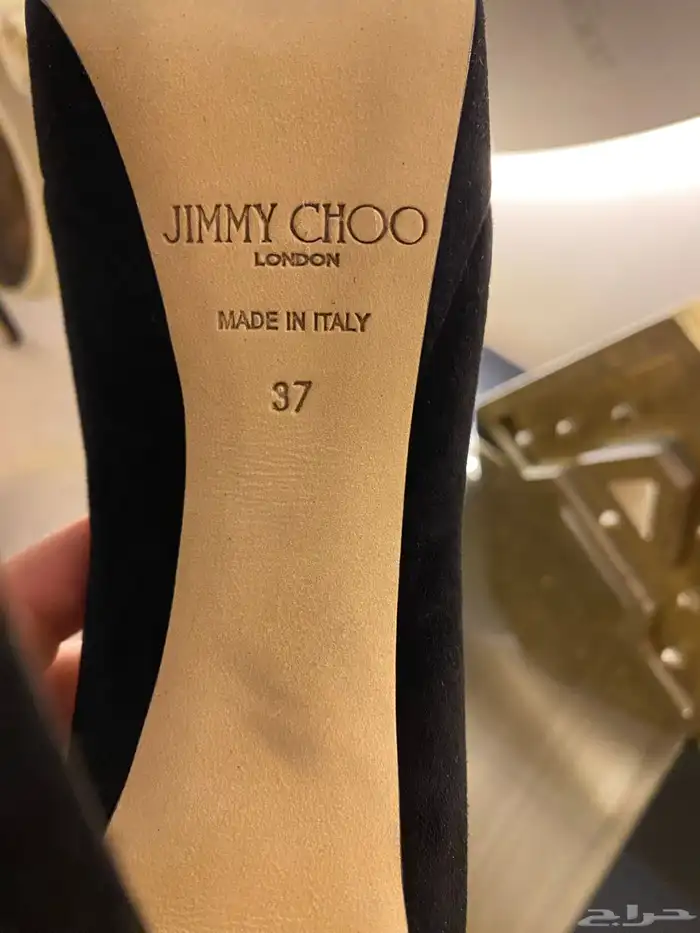 JIMMY CHOO
LONDON
MADE IN ITALY
37
حراج